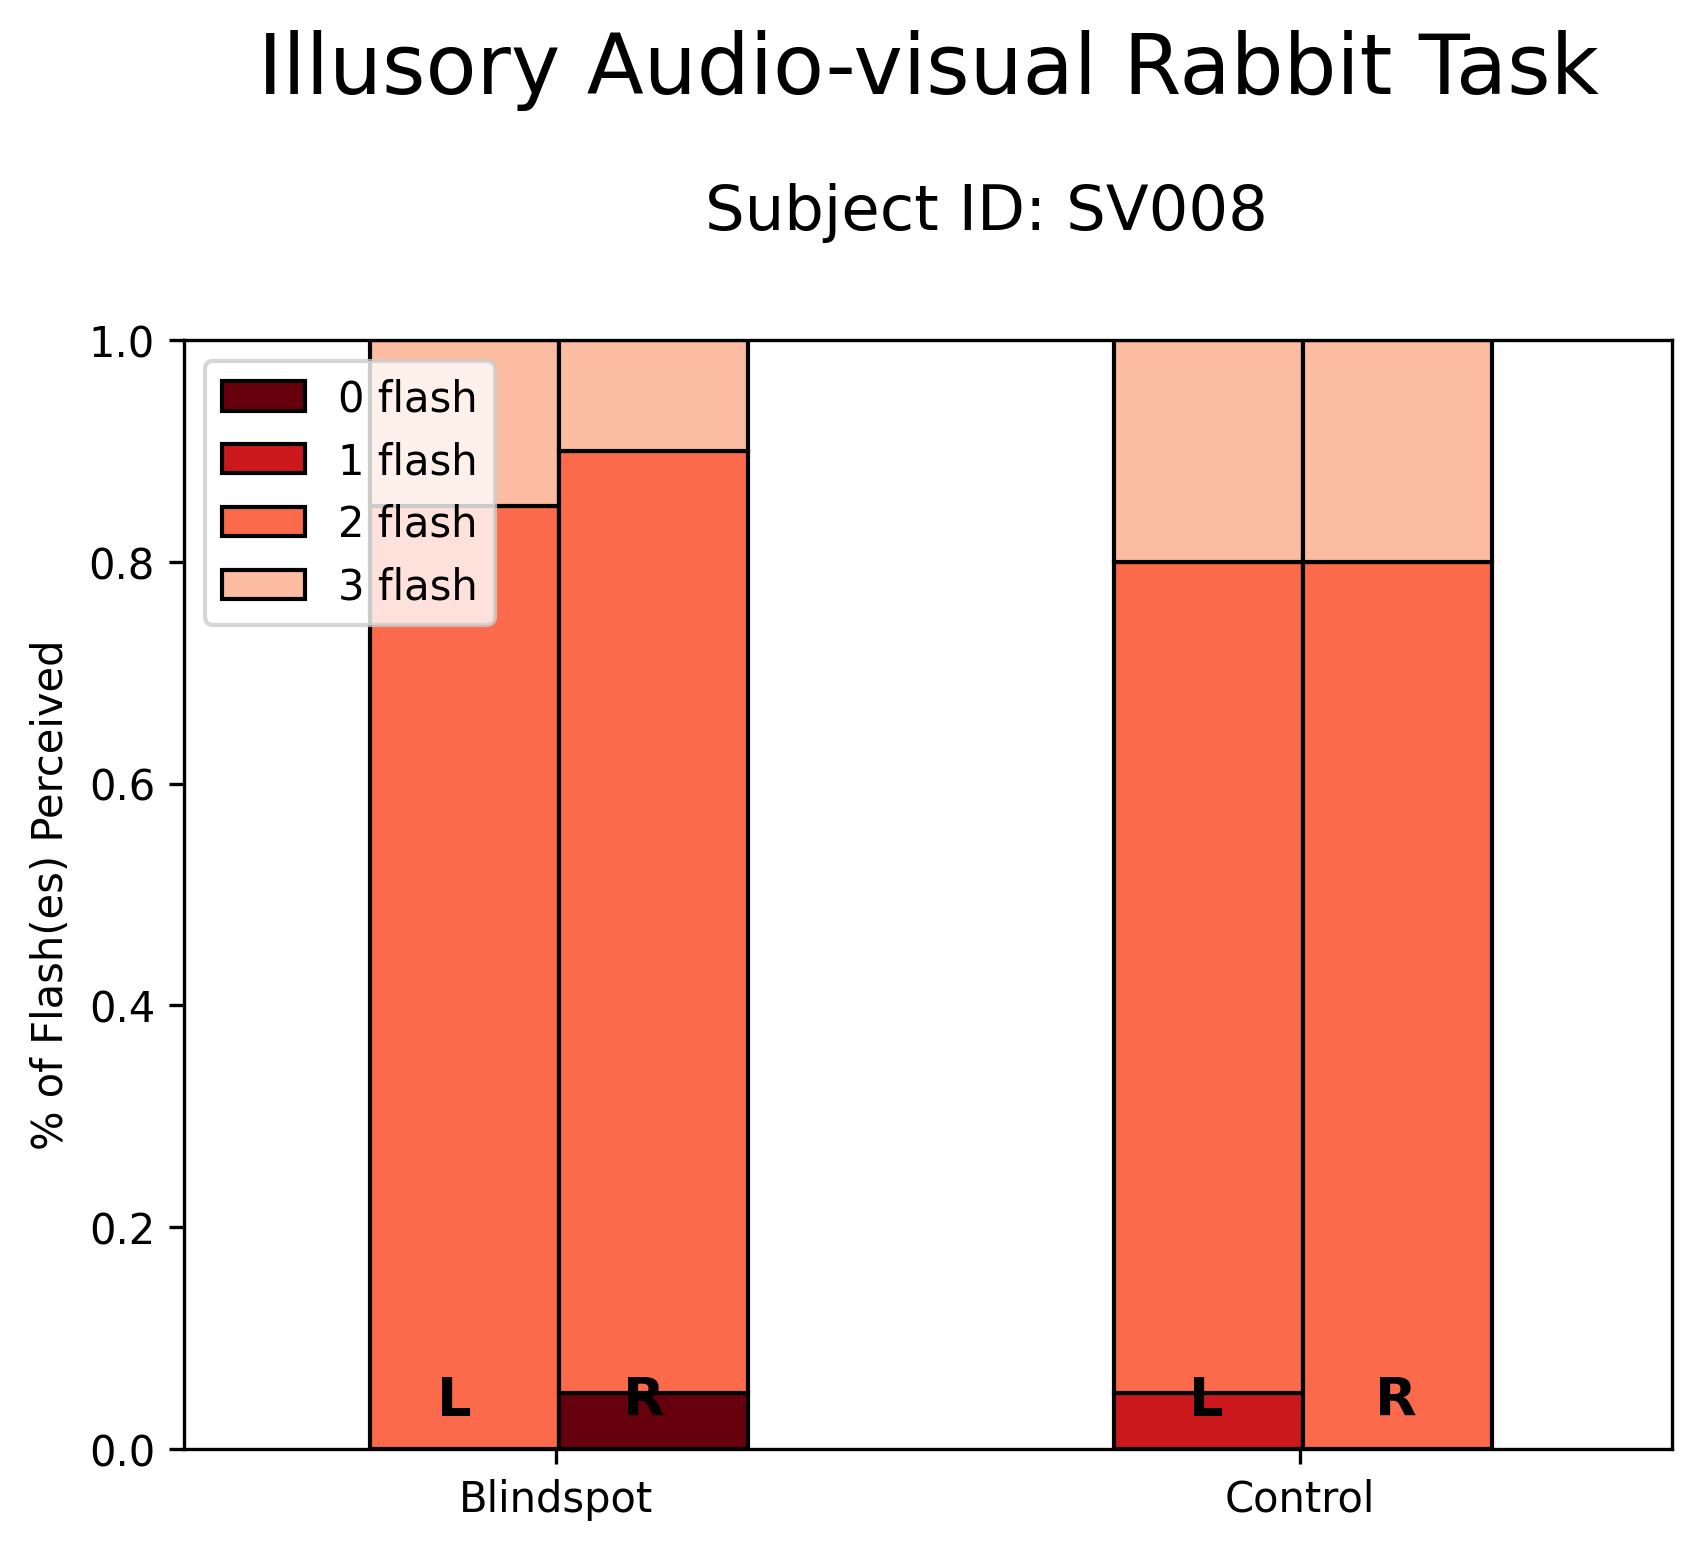 Illusory Audio-visual Rabbit Task
Subject ID: SV008
1.0
0.8
0.6
0.4
0.2
0.0
% of Flash(es) Perceived
0 flash
1 flash
2 flash
3 flash
L R L R
Blindspot Control